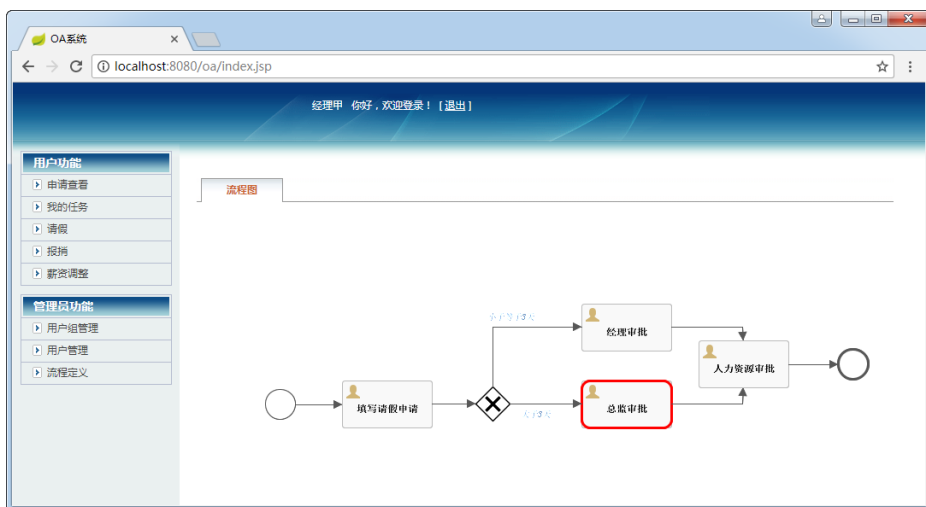 OA系统
localhost:8080/oa/index.jsp
经理甲 你好，欢迎登录！ [退出]
用户功能
申请查看
我的任务
请假
报销
薪资调整
管理员功能
用户组管理
用户管理
流程定义
流程图
经理审批
人力资源审批
填写请假申请
总监审批